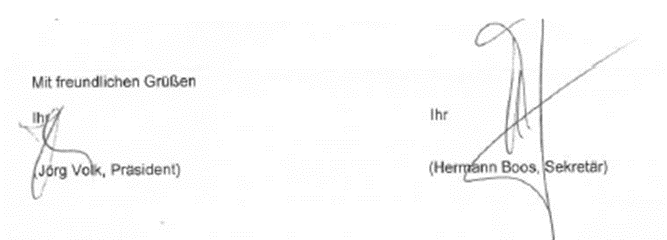 Mit freundlichen Grüßen
Ihr
Ihr
(Jörg Volk, Präsident)
(Hermann Boos, Sekretär)